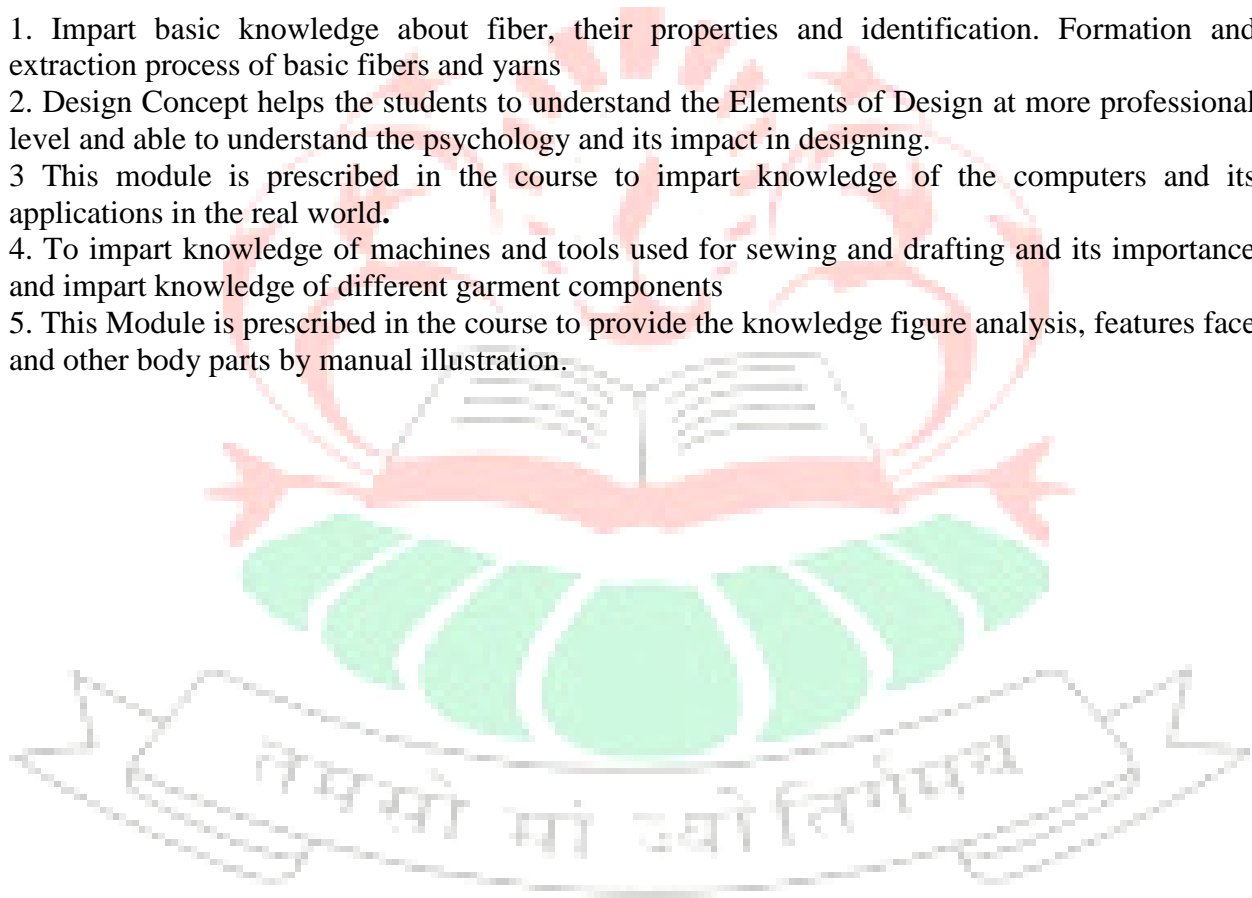 1. Impart basic knowledge about fiber, their properties and identification. Formation and
extraction process of basic fibers and yarns
2. Design Concept helps the students to understand the Elements of Design at more professional
level and able to understand the psychology and its impact in designing.
3 This module is prescribed in the course to impart knowledge of the computers and its
applications in the real world.
4. To impart knowledge of machines and tools used for sewing and drafting and its importance
and impart knowledge of different garment components
5. This Module is prescribed in the course to provide the knowledge figure analysis, features face
and other body parts by manual illustration.
तमसो मा ज्योतिर्गमय